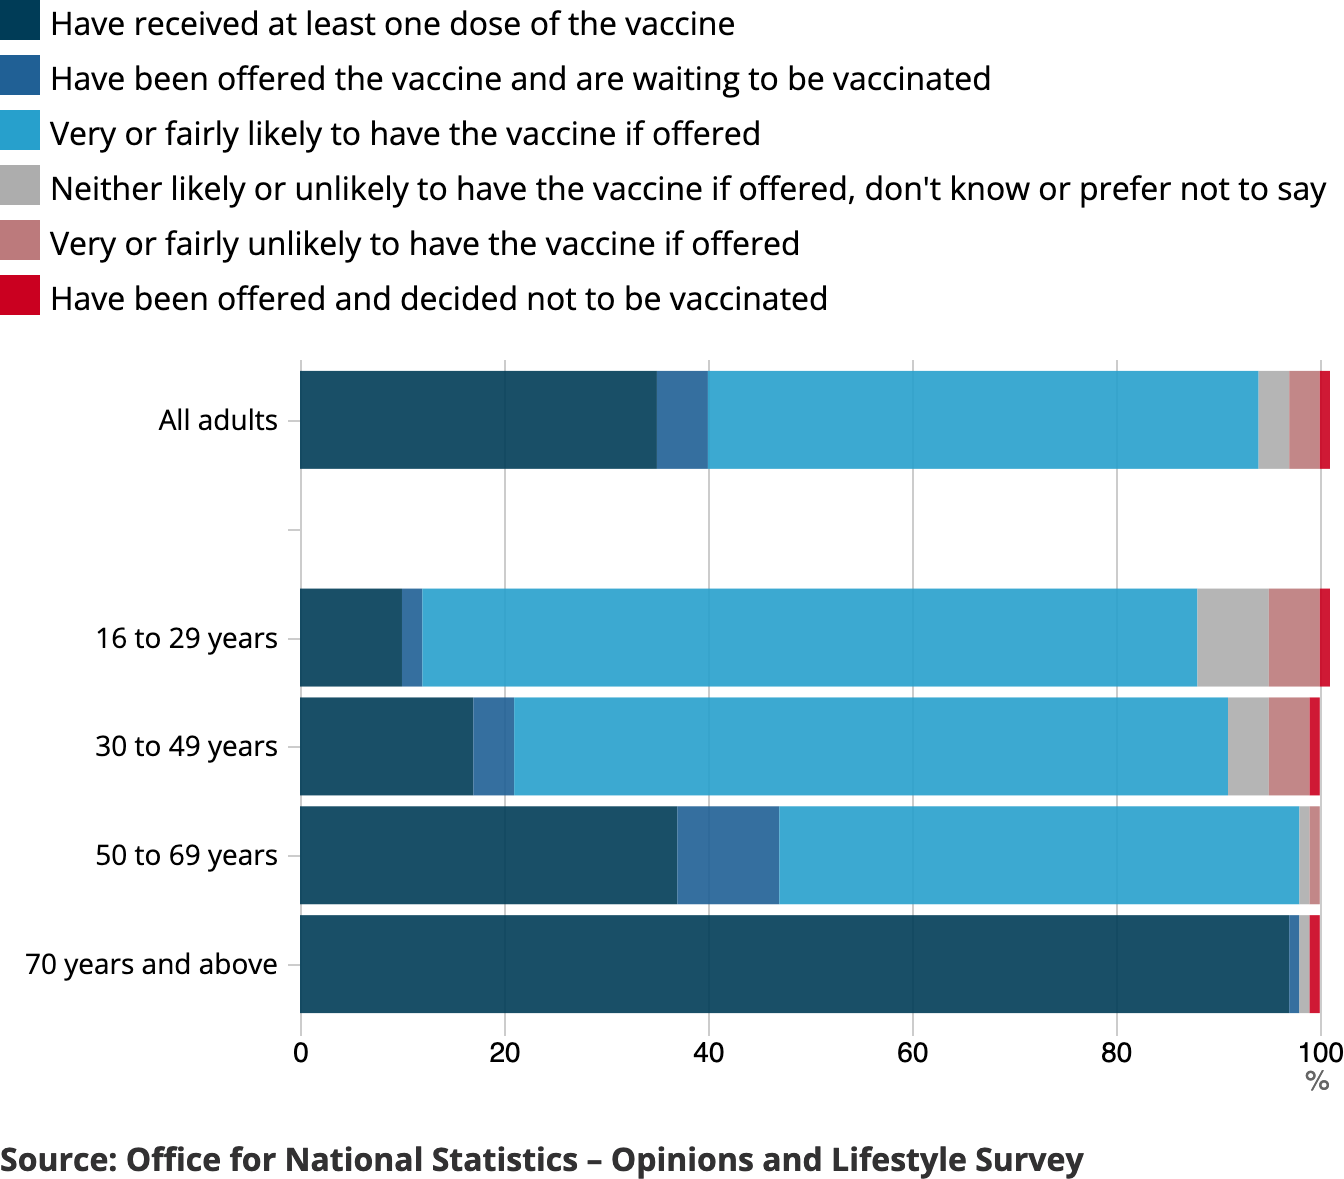 Have received at least one dose of the vaccine
Have been offered the vaccine and are waiting to be vaccinated
Very or fairly likely to have the vaccine if offered
Neither likely or unlikely to have the vaccine if offered, don't know or prefer not to say
Very or fairly unlikely to have the vaccine if offered
Have been offered and decided not to be vaccinated
All adults
16 to 29 years
30 to 49 years
50 to 69 years
70 years and above
0 20 40 60 80 100
%
Source: Office for National Statistics – Opinions and Lifestyle Survey